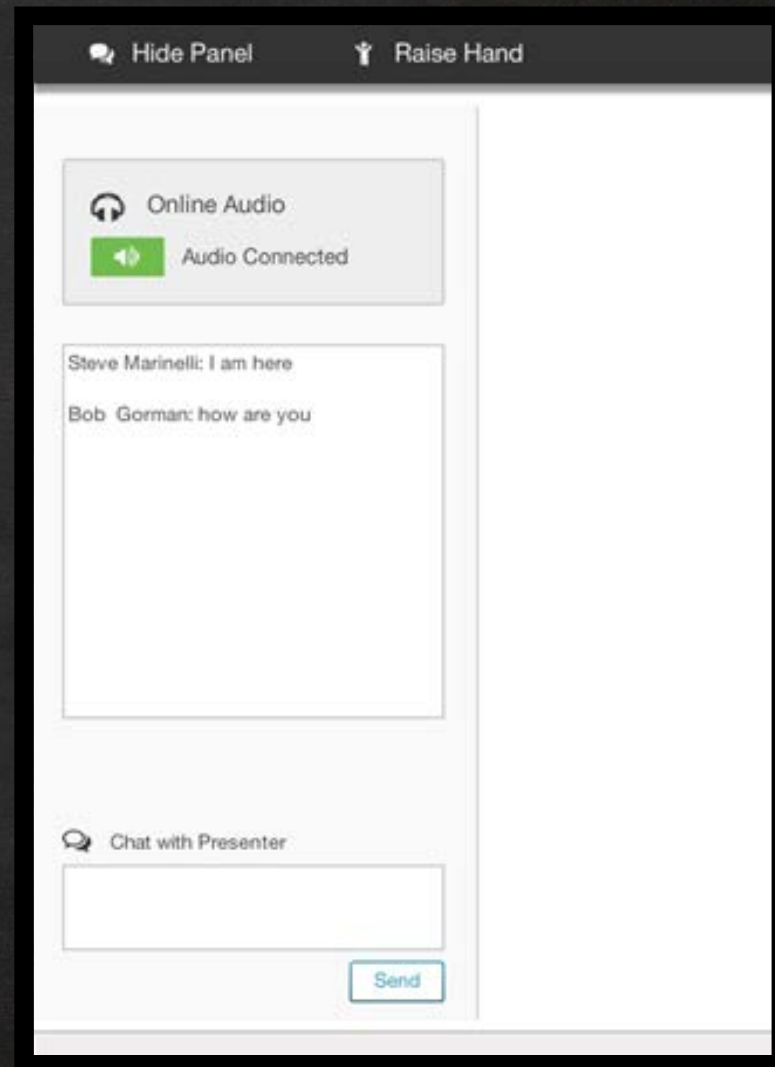 Hide Panel Raise Hand
Online Audio
Audio Connected
Steve Marinelli: I am here
Bob Gorman: how are you
Chat with Presenter
Send